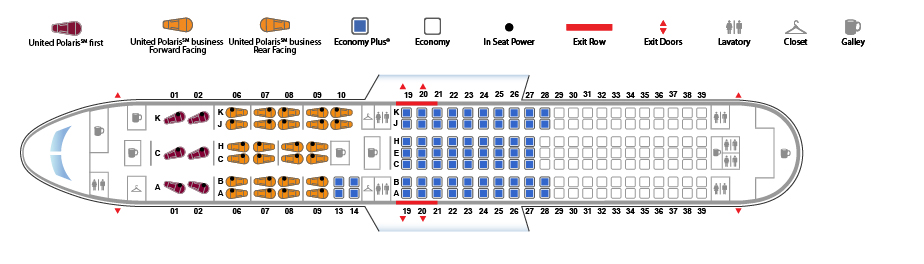 United Polaris℠ first
United Polaris℠ business
Forward Facing
United Polaris℠ business
Rear Facing
Economy Plus®
Economy
In Seat Power
Exit Row
Exit Doors
Lavatory
Closet
Galley
01 02 06 07 08 09 10 19 20 21 22 23 24 25 26 27 28 29 30 31 32 33 34 35 36 37 38 39
K K K
J J
H H
C C E
C
B B
A A A
01 02 06 07 08 09 13 14 19 20 21 22 23 24 25 26 27 28 29 30 31 32 33 34 35 36 37 38 39